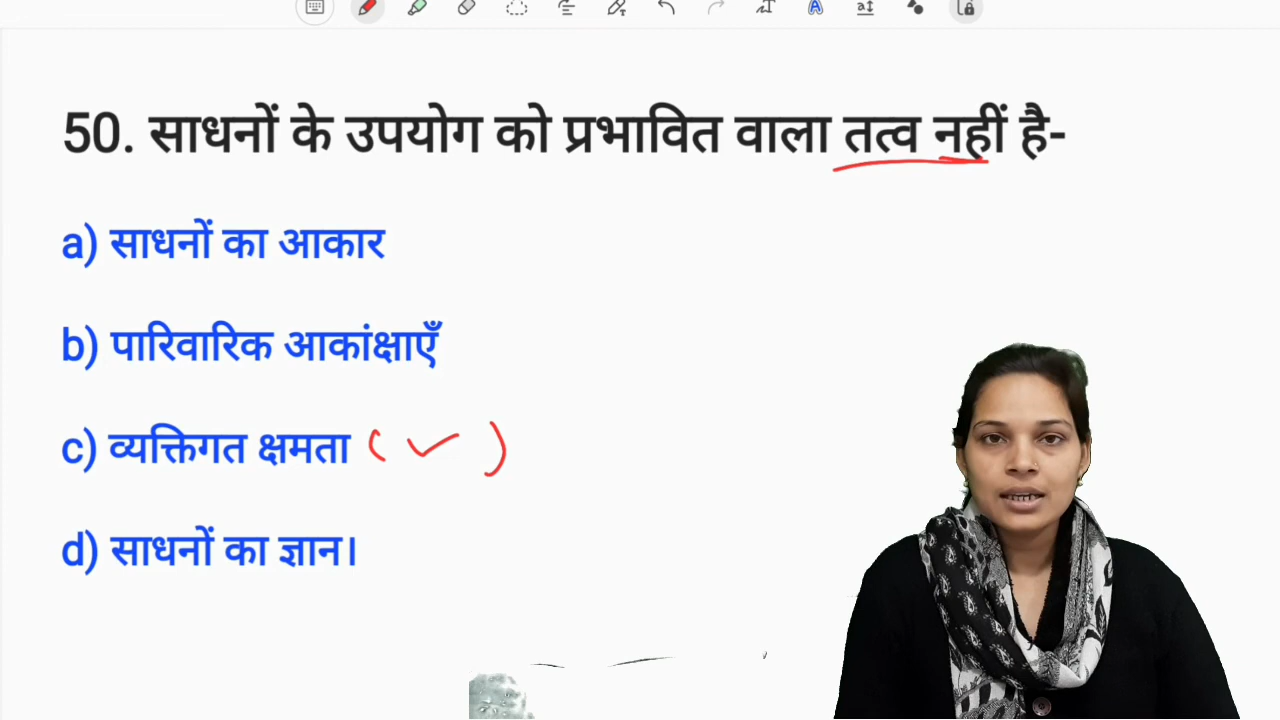 50. साधनों के उपयोग को प्रभावित वाला तत्व नहीं है-
a) साधनों का आकार
b) पारिवारिक आकांक्षाएँ
c) व्यक्तिगत क्षमता ( ✓ )
d) साधनों का ज्ञान।